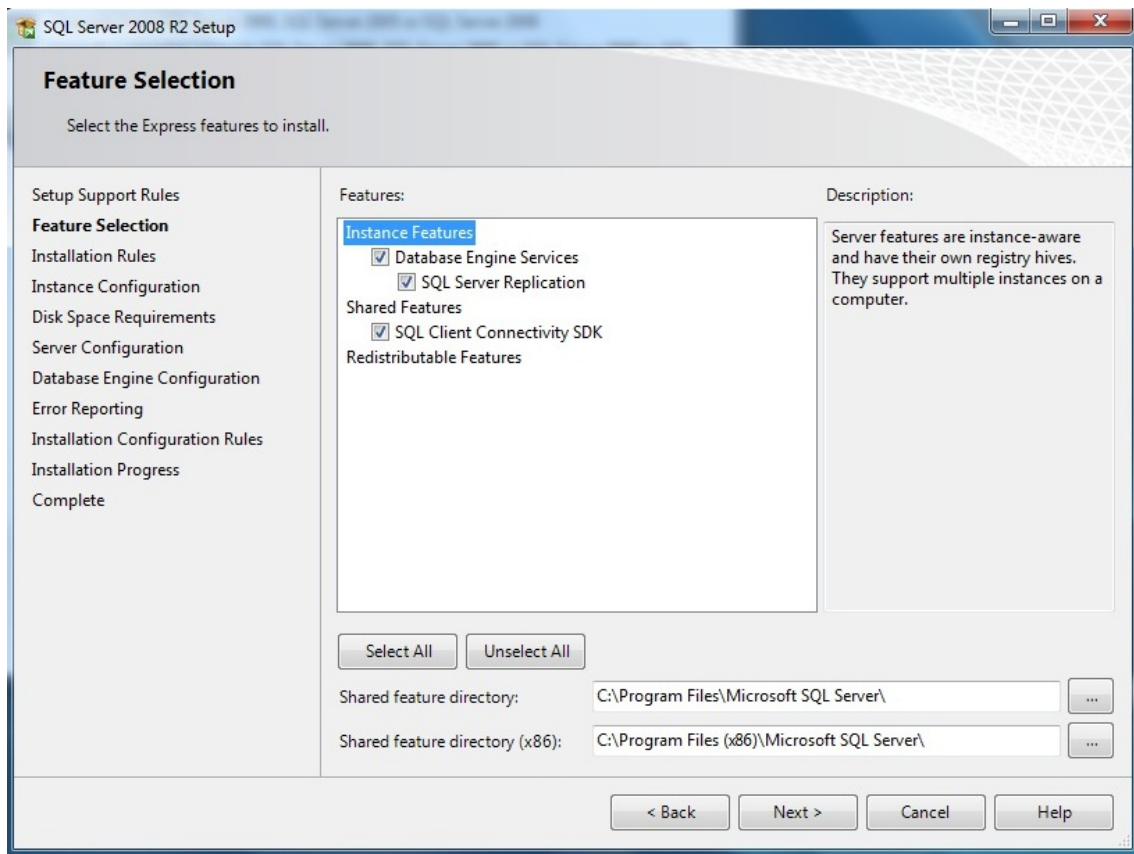 SQL Server 2008 R2 Setup
Feature Selection
Select the Express features to install.
Setup Support Rules
Feature Selection
Installation Rules
Instance Configuration
Disk Space Requirements
Server Configuration
Database Engine Configuration
Error Reporting
Installation Configuration Rules
Installation Progress
Complete
Features:
Instance Features
Database Engine Services
SQL Server Replication
Shared Features
SQL Client Connectivity SDK
Redistributable Features
Description:
Server features are instance-aware
and have their own registry hives.
They support multiple instances on a
computer.
Select All
Unselect All
Shared feature directory:
C:\Program Files\Microsoft SQL Server\
...
Shared feature directory (x86):
C:\Program Files (x86)\Microsoft SQL Server\
...
< Back
Next >
Cancel
Help